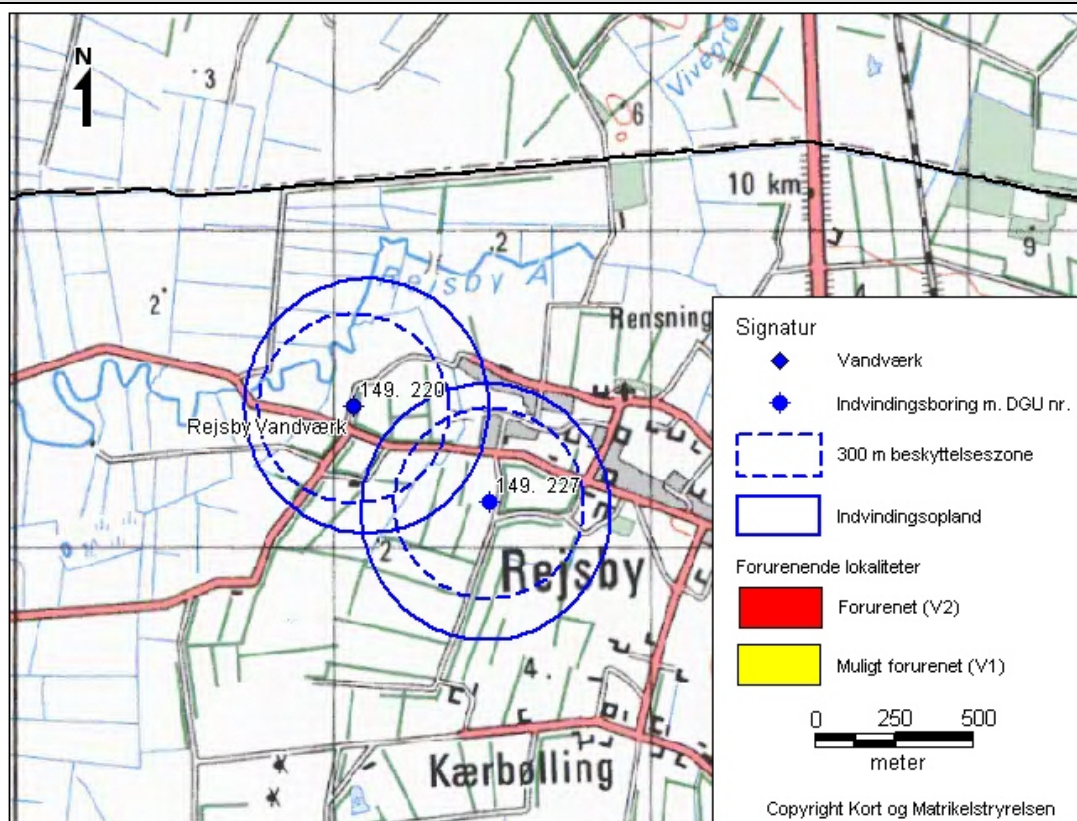 N
3
6
Vivegrø
10 km
9
2
Rejsby Å
2
4
Rensning
Signatur
Vandværk
Indvindingsboring m. DGU nr.
300 m beskyttelseszone
Indvindingsopland
Forurenende lokaliteter
Forurenet (V2)
Muligt forurenet (V1)
0 250 500
meter
Copyright Kort og Matrikelstryrelsen
149. 220
Rejsby Vandværk
149. 227
2
Rejsby
4.
Kærbølling